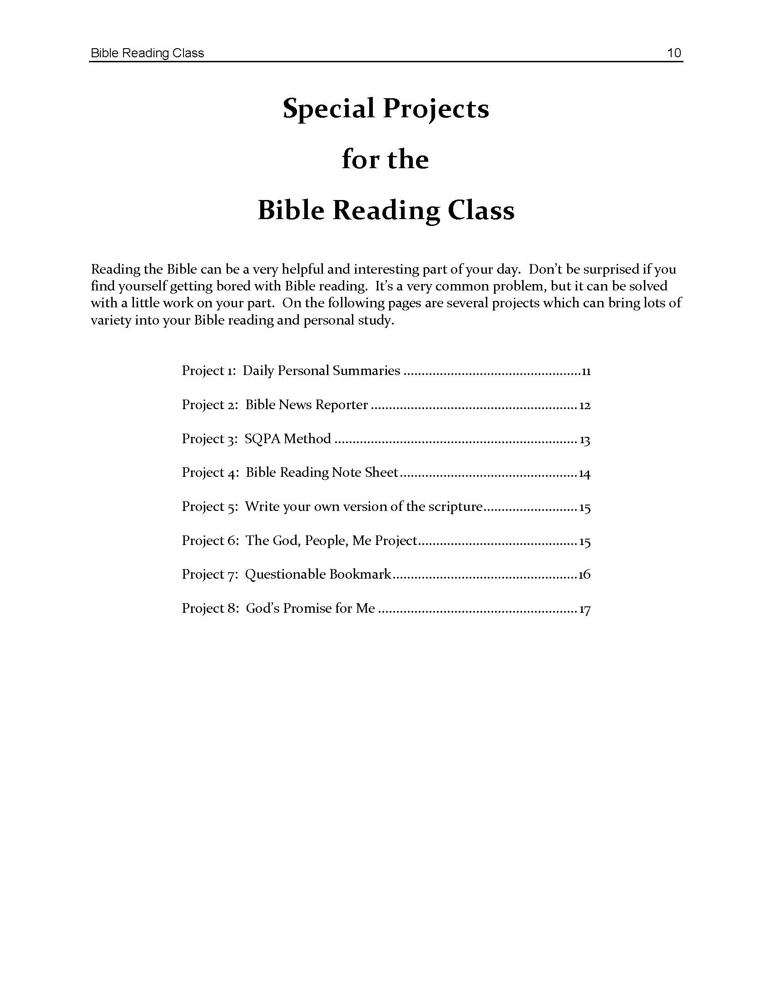 Bible Reading Class 10
Special Projects
for the
Bible Reading Class
Reading the Bible can be a very helpful and interesting part of your day.  Don’t be surprised if you
find yourself getting bored with Bible reading.  It’s a very common problem, but it can be solved
with a little work on your part.  On the following pages are several projects which can bring lots of
variety into your Bible reading and personal study.
Project 1:  Daily Personal Summaries .................................................11
Project 2:  Bible News Reporter .........................................................12
Project 3:  SQPA Method ...................................................................13
Project 4:  Bible Reading Note Sheet.................................................14
Project 5:  Write your own version of the scripture..........................15
Project 6:  The God, People, Me Project............................................15
Project 7:  Questionable Bookmark...................................................16
Project 8:  God’s Promise for Me .......................................................17